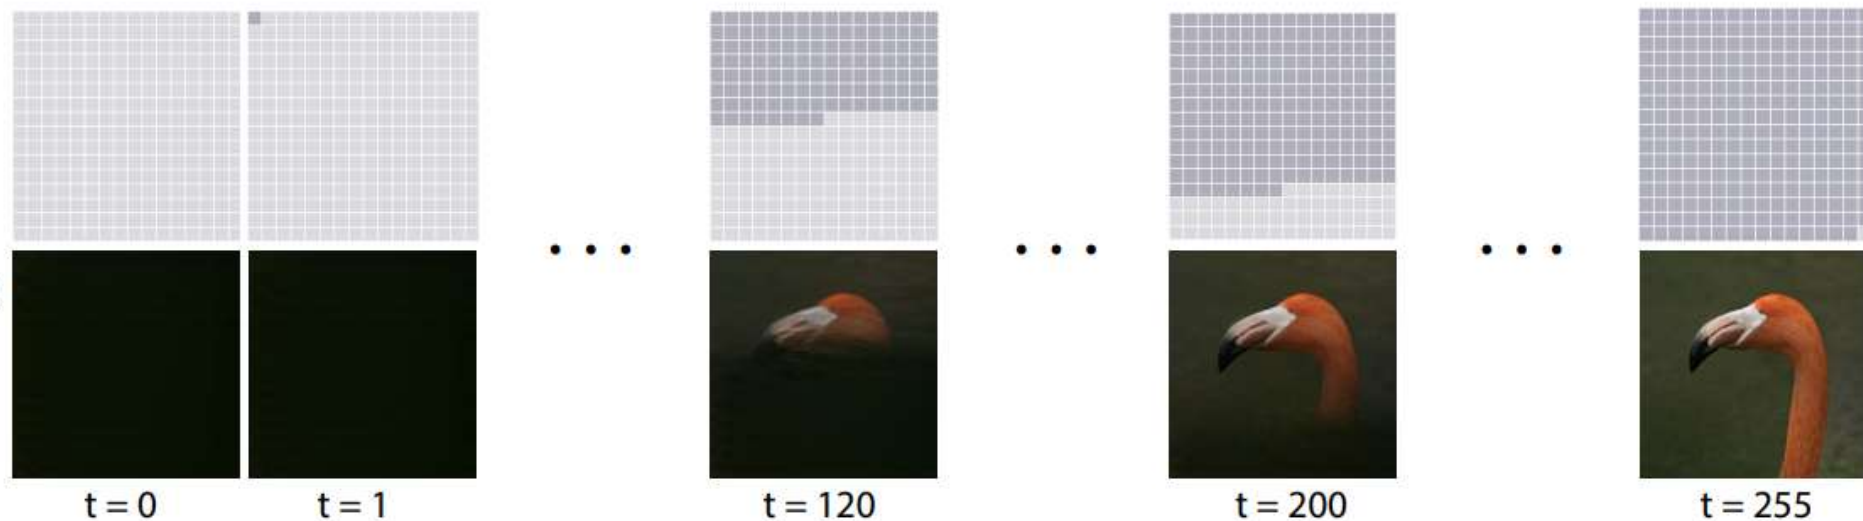 t = 0
t = 1
t = 120
t = 200
t = 255